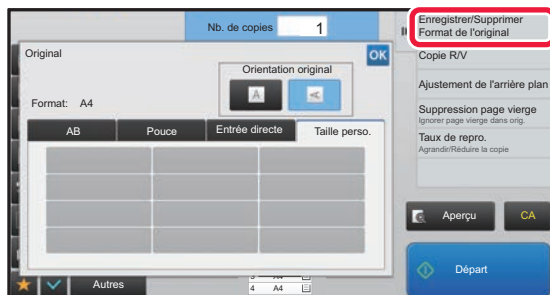 Nb. de copies 1
Enregistrer/Supprimer
Format de l'original
Original
OK
Copie R/V
Orientation original
A A
Ajustement de l'arrière plan
Format: A4
Suppression page vierge
Ignorer page vierge dans orig.
AB Pouce Entrée directe Taille perso.
Taux de repro.
Agrandir/Réduire la copie
Aperçu CA
Départ
Autres
4 A4